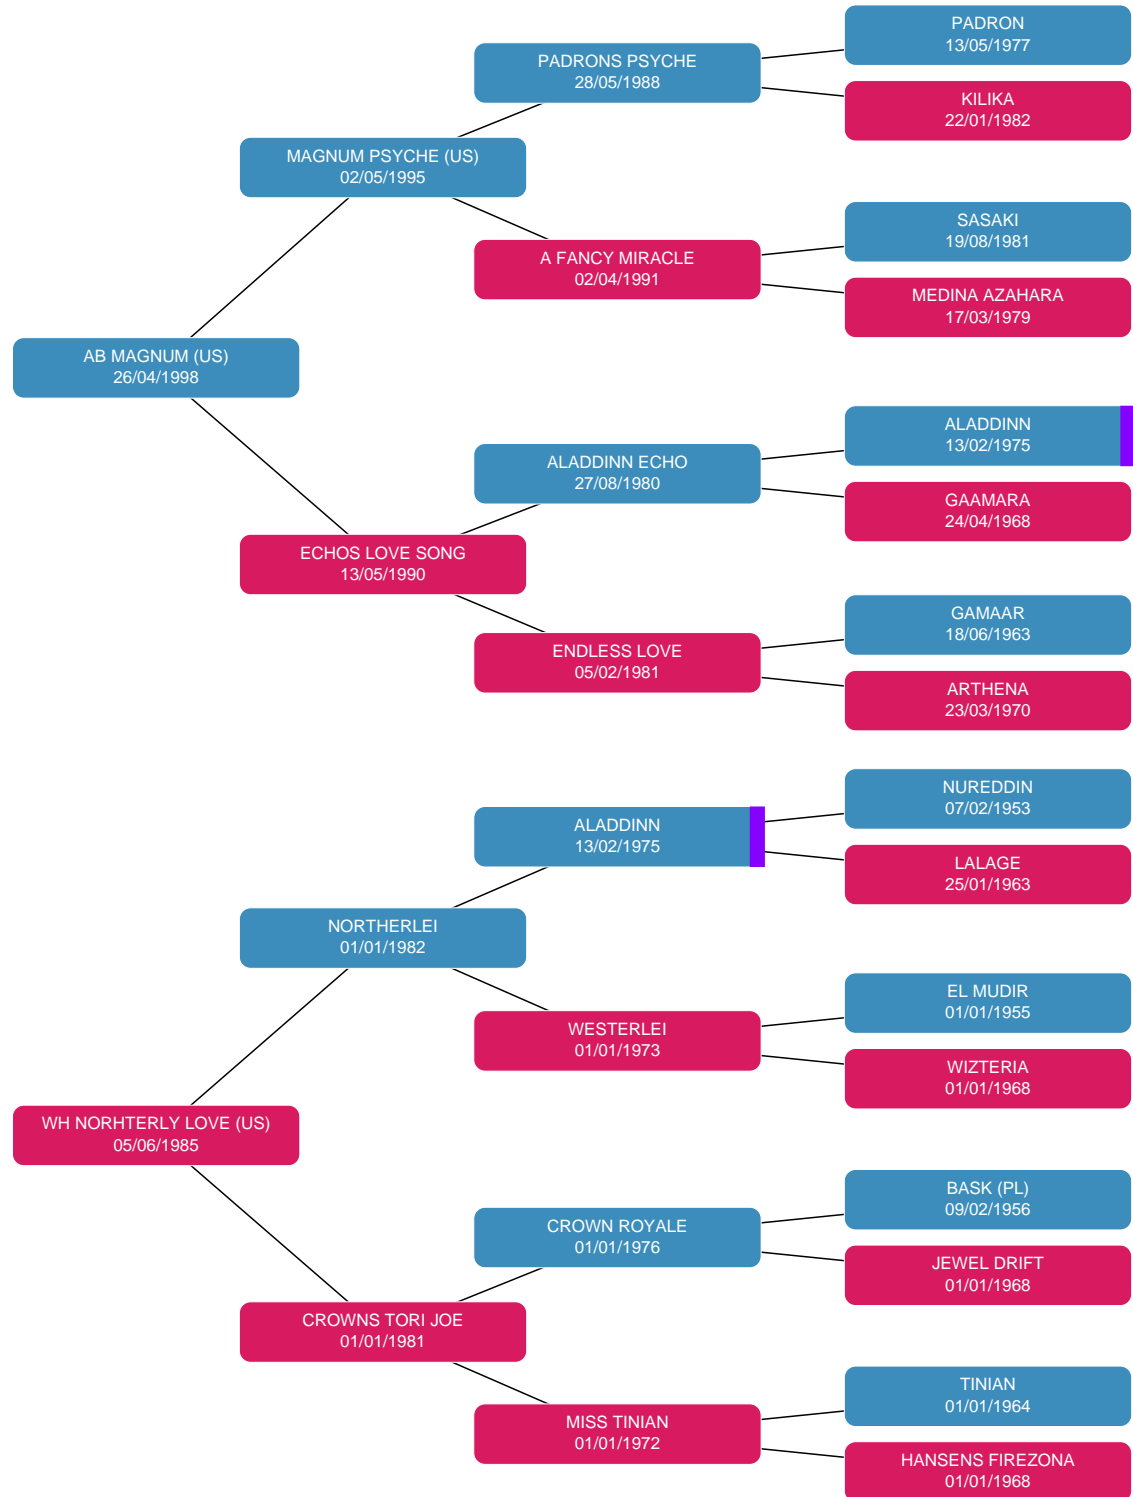 PADRON
13/05/1977
PADRONS PSYCHE
28/05/1988
KILIKA
22/01/1982
MAGNUM PSYCHE (US)
02/05/1995
SASAKI
19/08/1981
A FANCY MIRACLE
02/04/1991
MEDINA AZAHARA
17/03/1979
AB MAGNUM (US)
26/04/1998
ALADDINN
13/02/1975
ALADDINN ECHO
27/08/1980
GAAMARA
24/04/1968
ECHOS LOVE SONG
13/05/1990
GAMAAR
18/06/1963
ENDLESS LOVE
05/02/1981
ARTHENA
23/03/1970
NUREDDIN
07/02/1953
ALADDINN
13/02/1975
LALAGE
25/01/1963
NORTHERLEI
01/01/1982
EL MUDIR
01/01/1955
WESTERLEI
01/01/1973
WIZTERIA
01/01/1968
WH NORHTERLY LOVE (US)
05/06/1985
BASK (PL)
09/02/1956
CROWN ROYALE
01/01/1976
JEWEL DRIFT
01/01/1968
CROWNS TORI JOE
01/01/1981
TINIAN
01/01/1964
MISS TINIAN
01/01/1972
HANSENS FIREZONA
01/01/1968